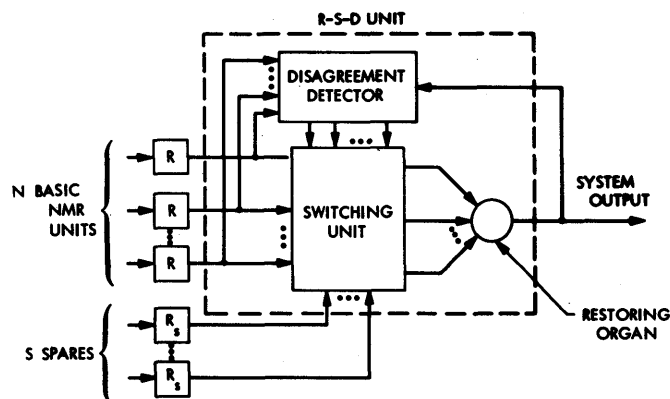 R-S-D UNIT
DISAGREEMENT
DETECTOR
N BASIC
NMR
UNITS
R
R
R
SWITCHING
UNIT
SYSTEM
OUTPUT
RESTORING
ORGAN
S SPARES
Rs
Rs